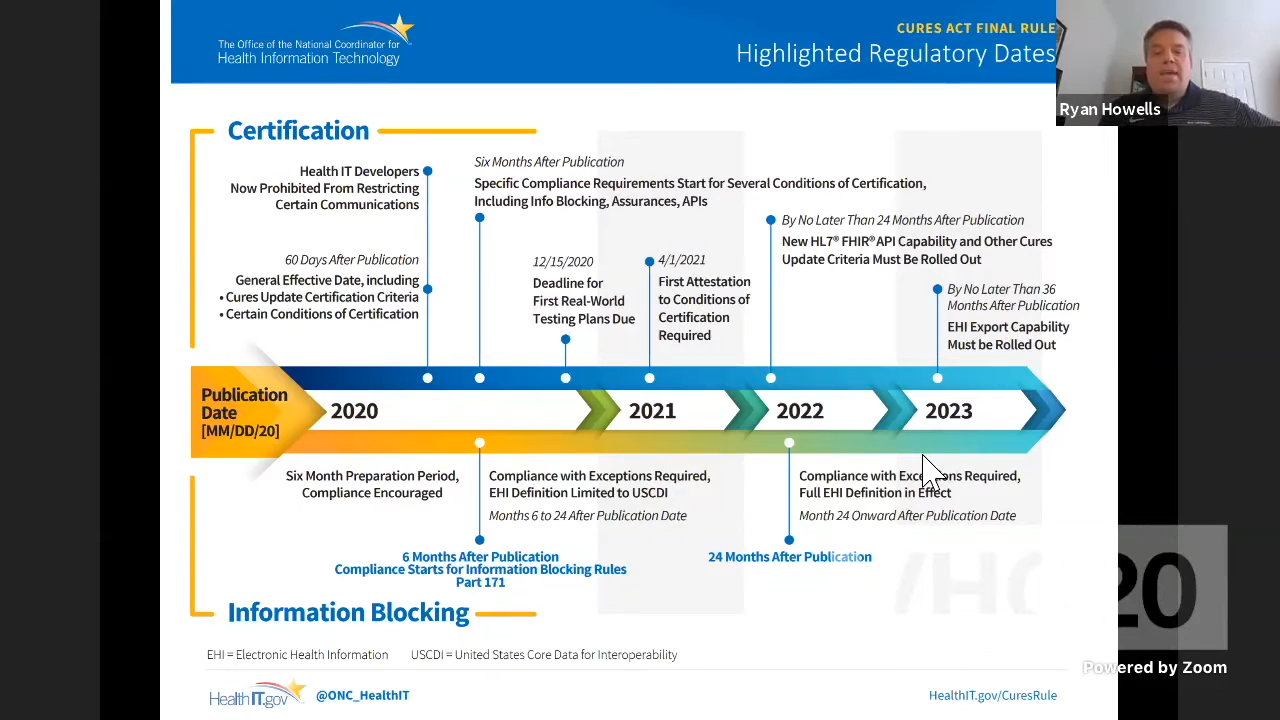 The Office of the National Coordinator for
Health Information Technology
CURES ACT FINAL RULE
Highlighted Regulatory Dates
Ryan Howells
Certification
Health IT Developers
Now Prohibited From Restricting
Certain Communications
60 Days After Publication
General Effective Date, including
• Cures Update Certification Criteria
• Certain Conditions of Certification
Six Months After Publication
Specific Compliance Requirements Start for Several Conditions of Certification,
Including Info Blocking, Assurances, APIs
12/15/2020
Deadline for
First Real-World
Testing Plans Due
4/1/2021
First Attestation
to Conditions of
Certification
Required
By No Later Than 24 Months After Publication
New HL7® FHIR® API Capability and Other Cures
Update Criteria Must Be Rolled Out
By No Later Than 36
Months After Publication
EHI Export Capability
Must be Rolled Out
Publication
Date
[MM/DD/20]
2020
2021
2022
2023
Six Month Preparation Period,
Compliance Encouraged
Compliance with Exceptions Required,
EHI Definition Limited to USCDI
Months 6 to 24 After Publication Date
Compliance with Exceptions Required,
Full EHI Definition in Effect
Month 24 Onward After Publication Date
6 Months After Publication
Compliance Starts for Information Blocking Rules
Part 171
24 Months After Publication
Information Blocking
EHI = Electronic Health Information
USCDI = United States Core Data for Interoperability
HealthIT.gov
@ONC_HealthIT
HealthIT.gov/CuresRule
20
Powered by Zoom